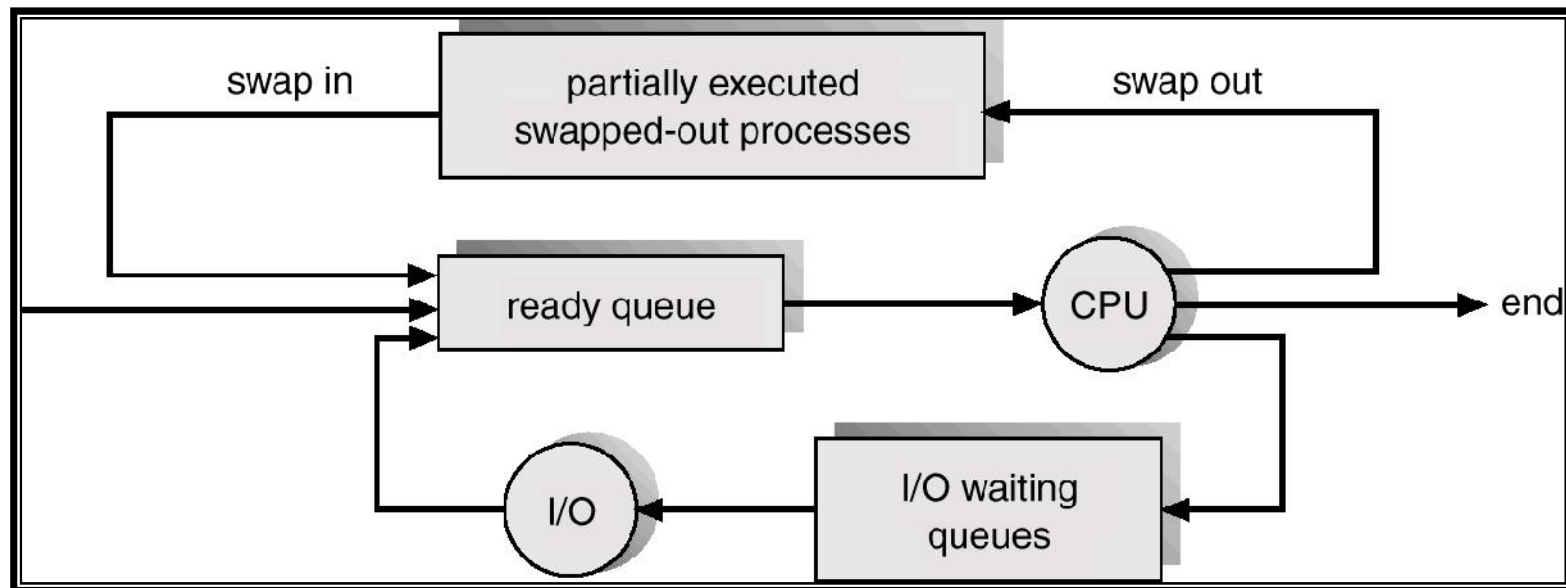 swap in
partially executed
swapped-out processes
swap out
ready queue
CPU
end
I/O
I/O waiting
queues